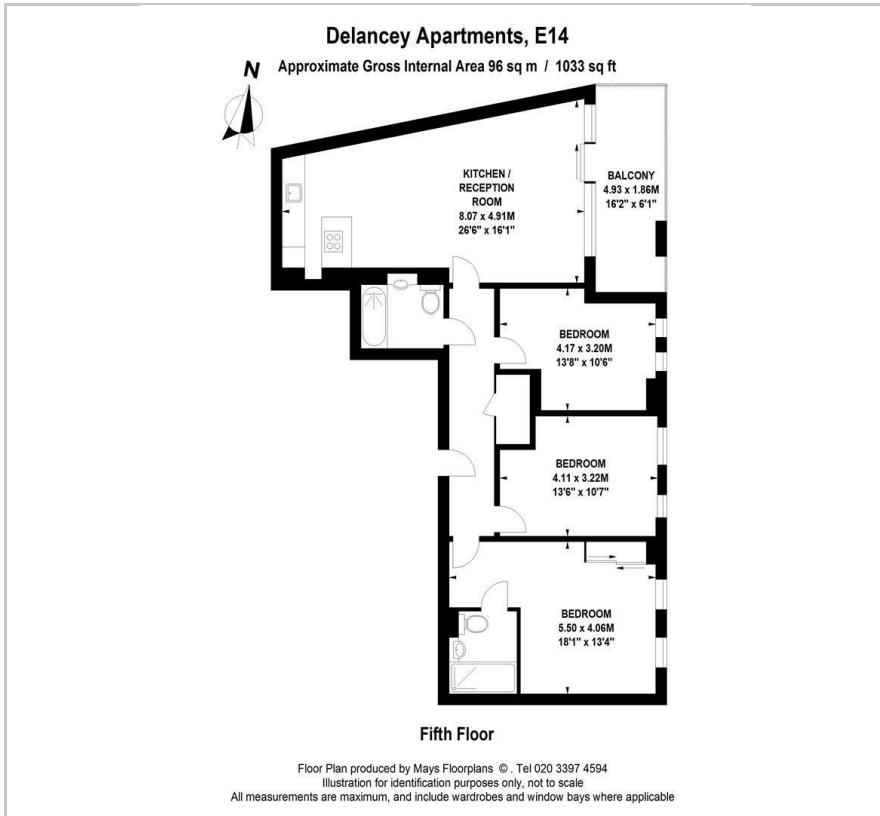 Delancey Apartments, E14
N
Approximate Gross Internal Area 96 sq m / 1033 sq ft
KITCHEN /
RECEPTION
ROOM
8.07 x 4.91M
26'6" x 16'1"
BALCONY
4.93 x 1.86M
16'2" x 6'1"
BEDROOM
4.17 x 3.20M
13'8" x 10'6"
BEDROOM
4.11 x 3.22M
13'6" x 10'7"
BEDROOM
5.50 x 4.06M
18'1" x 13'4"
Fifth Floor
Floor Plan produced by Mays Floorplans © . Tel 020 3397 4594
Illustration for identification purposes only, not to scale
All measurements are maximum, and include wardrobes and window bays where applicable